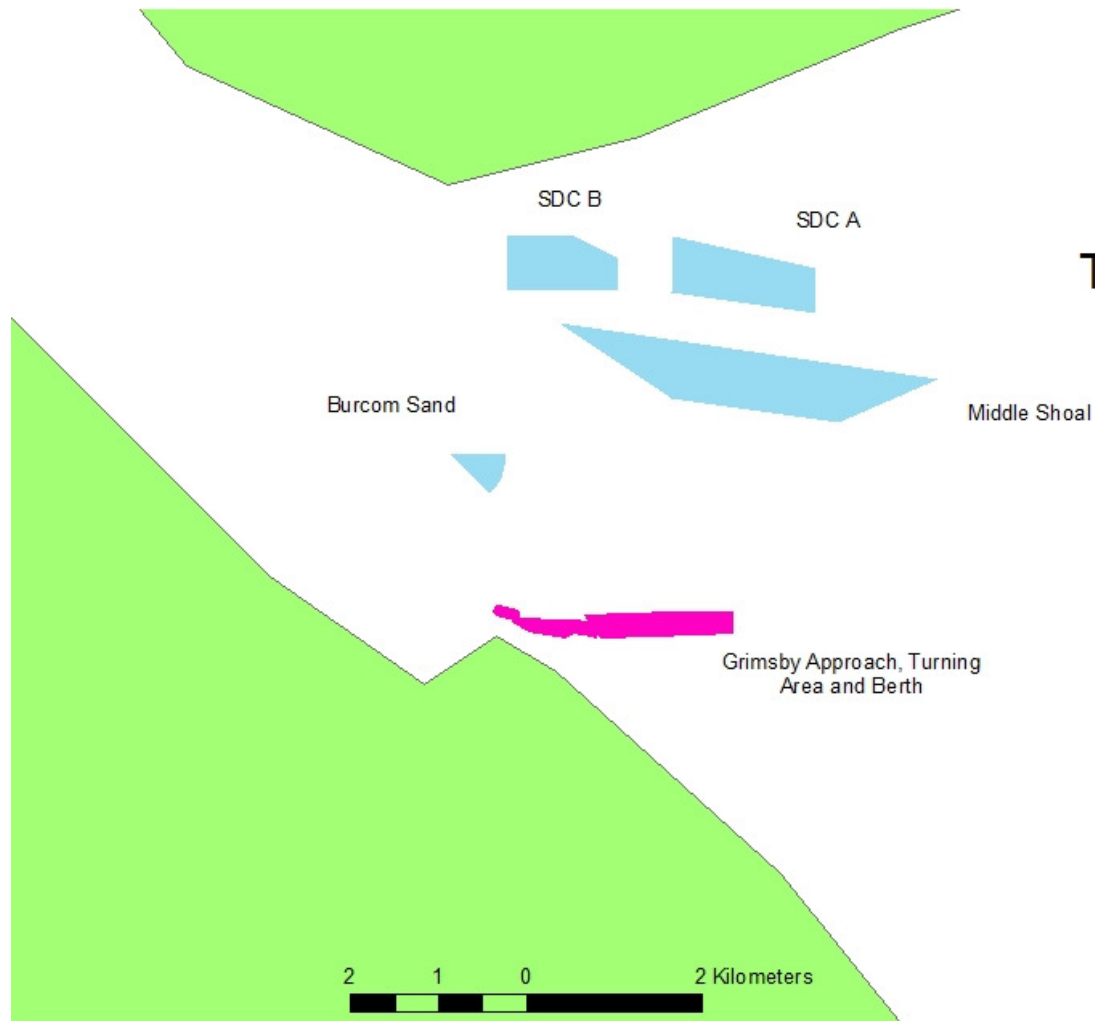 SDC B
SDC A
T
Burcom Sand
Middle Shoal
Grimsby Approach, Turning
Area and Berth
2 1 0 2 Kilometers